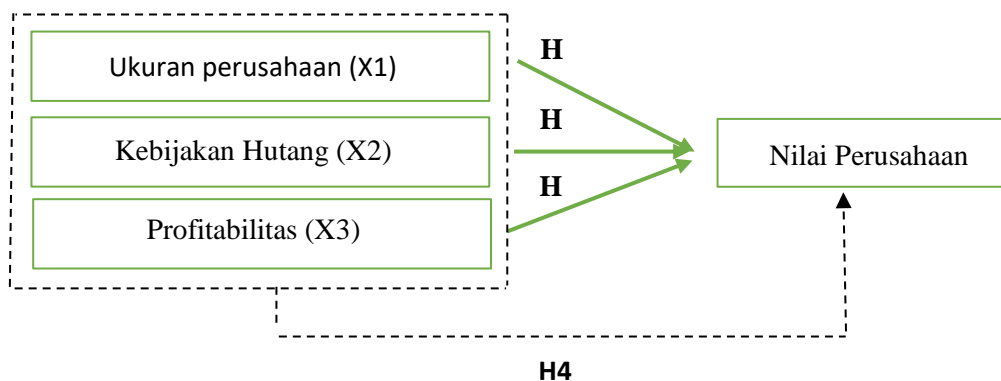 Ukuran perusahaan (X1)
H
Kebijakan Hutang (X2)
H
Nilai Perusahaan
Profitabilitas (X3)
H
H4